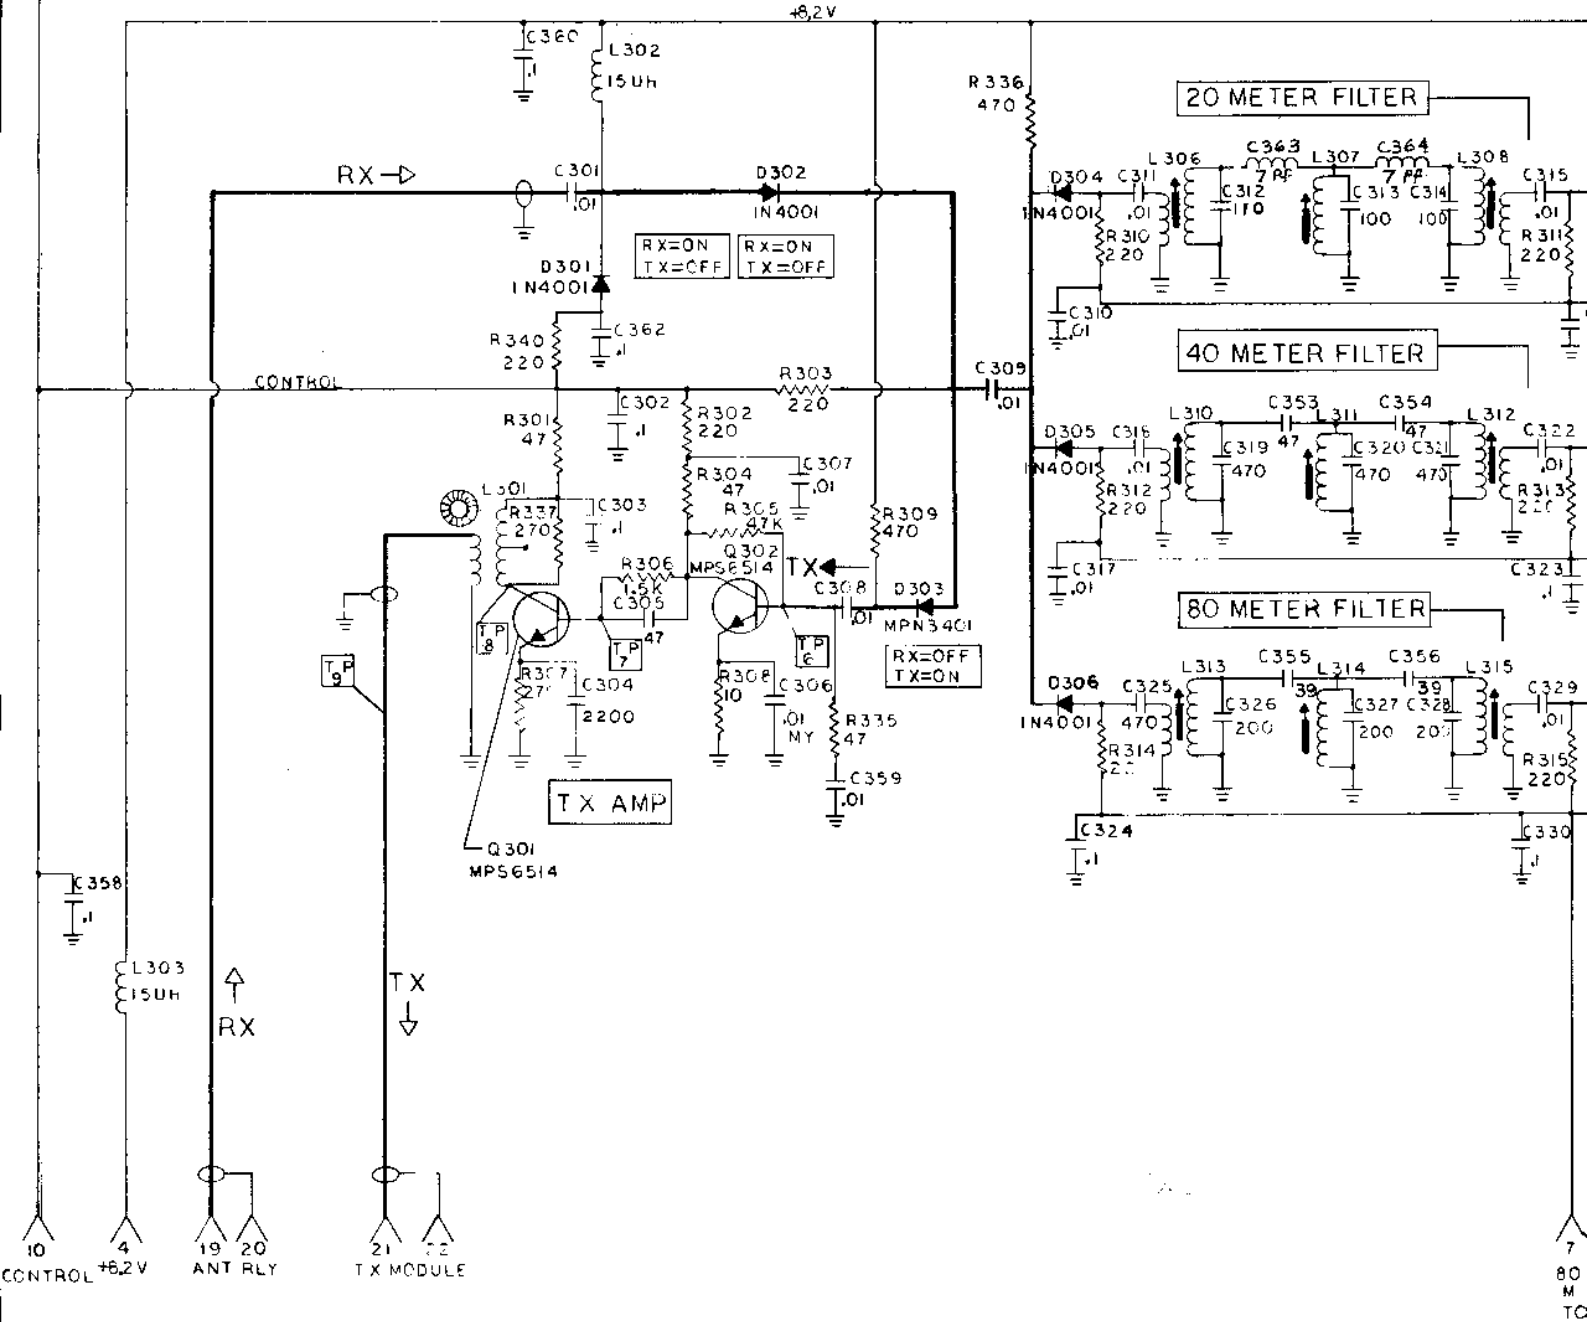 +8.2V
C360
.1
L302
15UH
R336
470
20 METER FILTER
RX
C301
.01
D302
1N4001
RX=ON
TX=OFF
RX=ON
TX=OFF
D301
1N4001
D304
1N4001
C311
.01
L306
C363
7 PF
L307
C364
7 PF
L308
C315
.01
C312
110
C313
100
C314
100
R310
220
R311
220
C310
.01
R340
220
C362
.1
40 METER FILTER
CONTROL
R303
220
C309
.01
R301
47
C302
.1
R302
220
D305
1N4001
C318
.01
L310
C353
47
L311
C354
47
L312
C322
.01
C319
470
C320
470
C321
470
R312
220
R313
C317
.01
C323
.1
R304
47
C307
.01
L301
R337
270
C303
.1
R305
47K
R309
470
Q302
MPS6514
TX
R306
1.5K
C305
47
C308
.01
D303
MPN3401
RX=OFF
TX=ON
80 METER FILTER
TP
8
TP
7
TP
6
TP
9
R307
C304
2200
R308
10
C306
.01
MY
R335
47
C359
.01
D306
1N4001
C325
470
L313
C355
39
L314
C356
39
L315
C329
.01
C326
200
C327
200
C328
R314
R315
220
TX AMP
C324
.1
C330
.1
Q301
MPS6514
C358
.1
L303
15UH
RX
TX
10
CONTROL
4
+8.2V
19
20
ANT RLY
21
TX MODULE
7
80
M